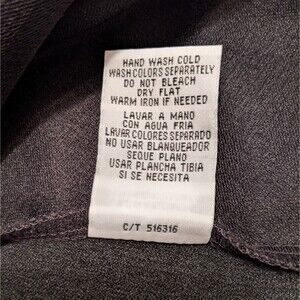 HAND WASH COLD
WASH COLORS SEPARATELY
DO NOT BLEACH
DRY FLAT
WARM IRON IF NEEDED
LAVAR A MANO
CON AGUA FRIA
LAVAR COLORES SEPARADO
NO USAR BLANQUEADOR
SEQUE PLANO
USAR PLANCHA TIBIA
SI SE NECESITA
C/T 516316